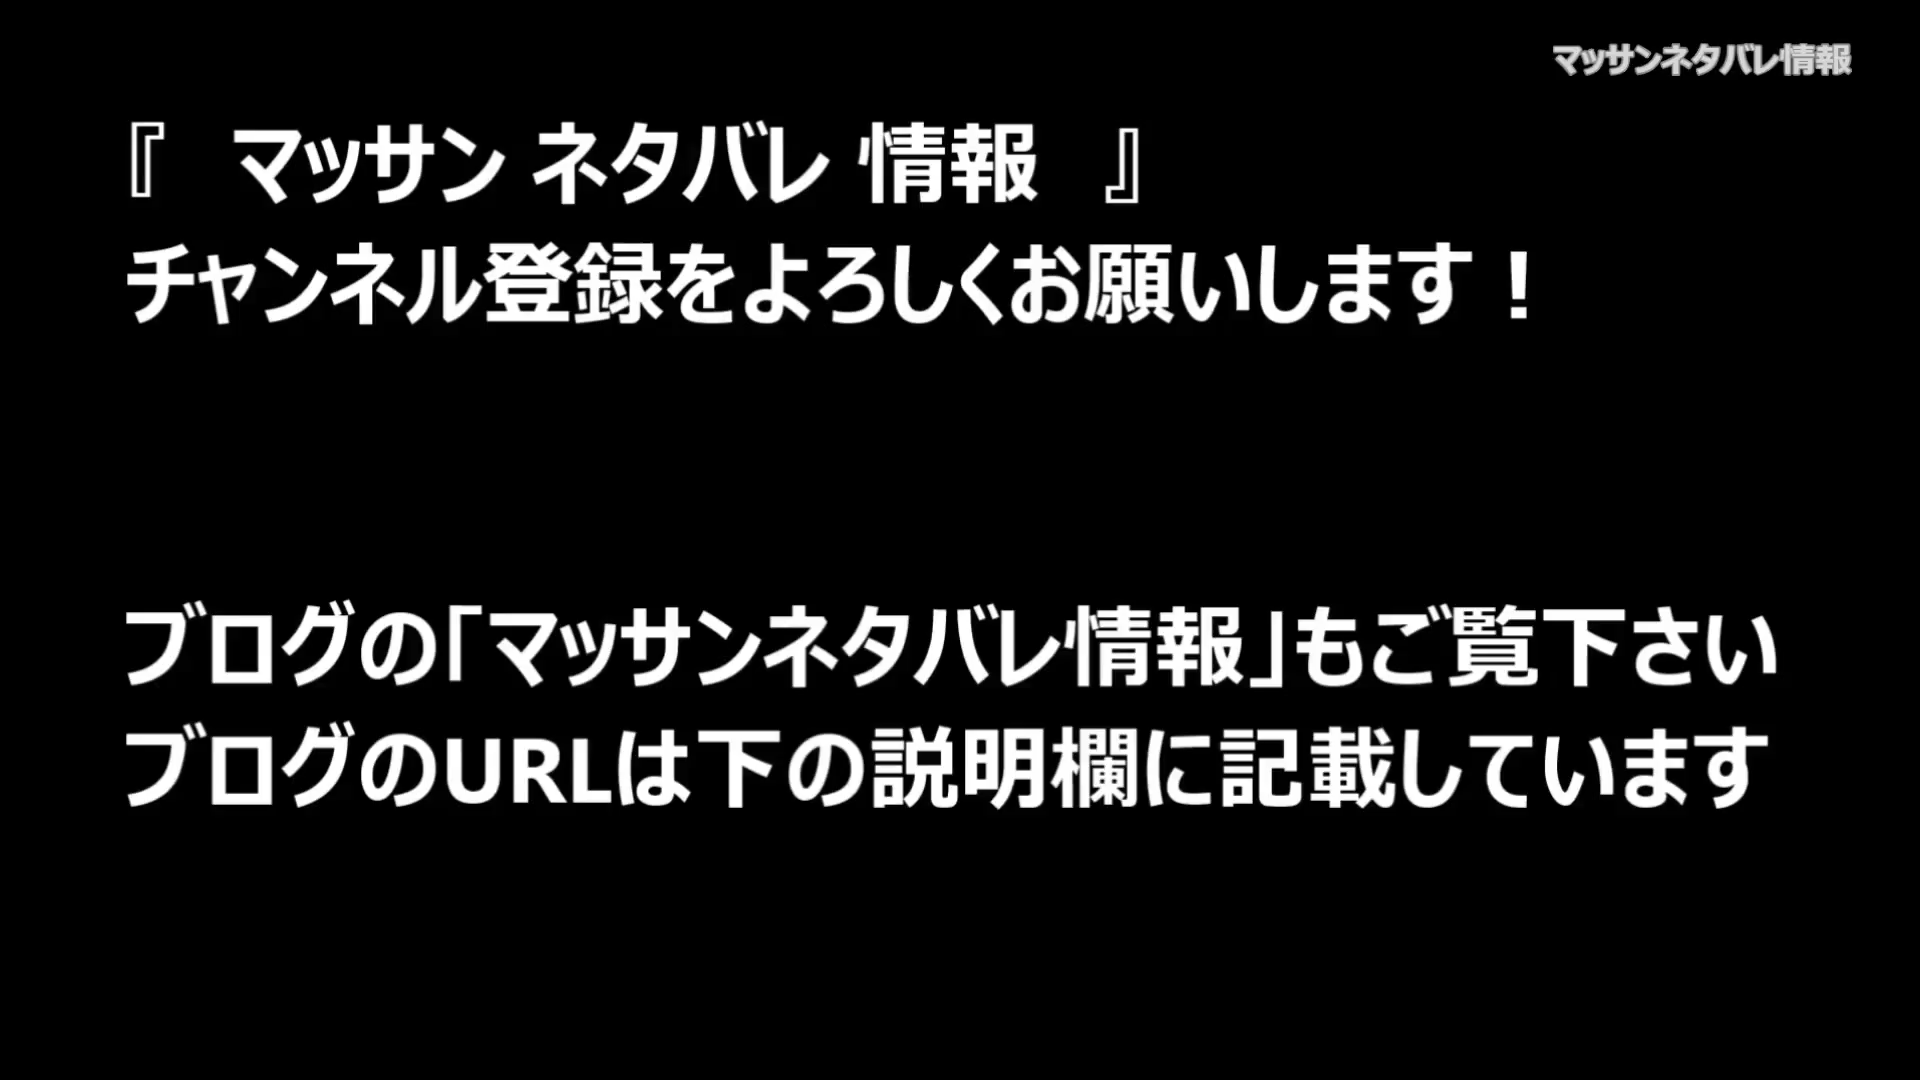 マッサンネタバレ情報
『　マッサン ネタバレ 情報　』
チャンネル登録をよろしくお願いします！
ブログの「マッサンネタバレ情報」もご覧下さい
ブログのURLは下の説明欄に記載しています